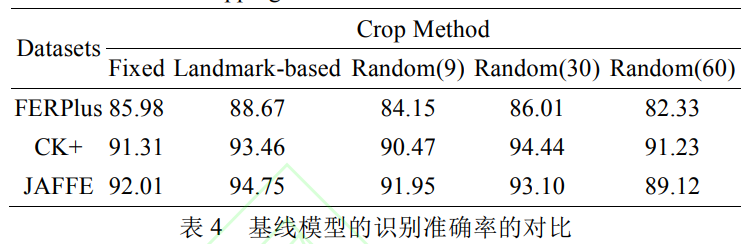 Crop Method
Datasets
Fixed Landmark-based Random(9) Random(30) Random(60)
FERPlus 85.98 88.67 84.15 86.01 82.33
CK+ 91.31 93.46 90.47 94.44 91.23
JAFFE 92.01 94.75 91.95 93.10 89.12
表 4 基线模型的识别准确率的对比